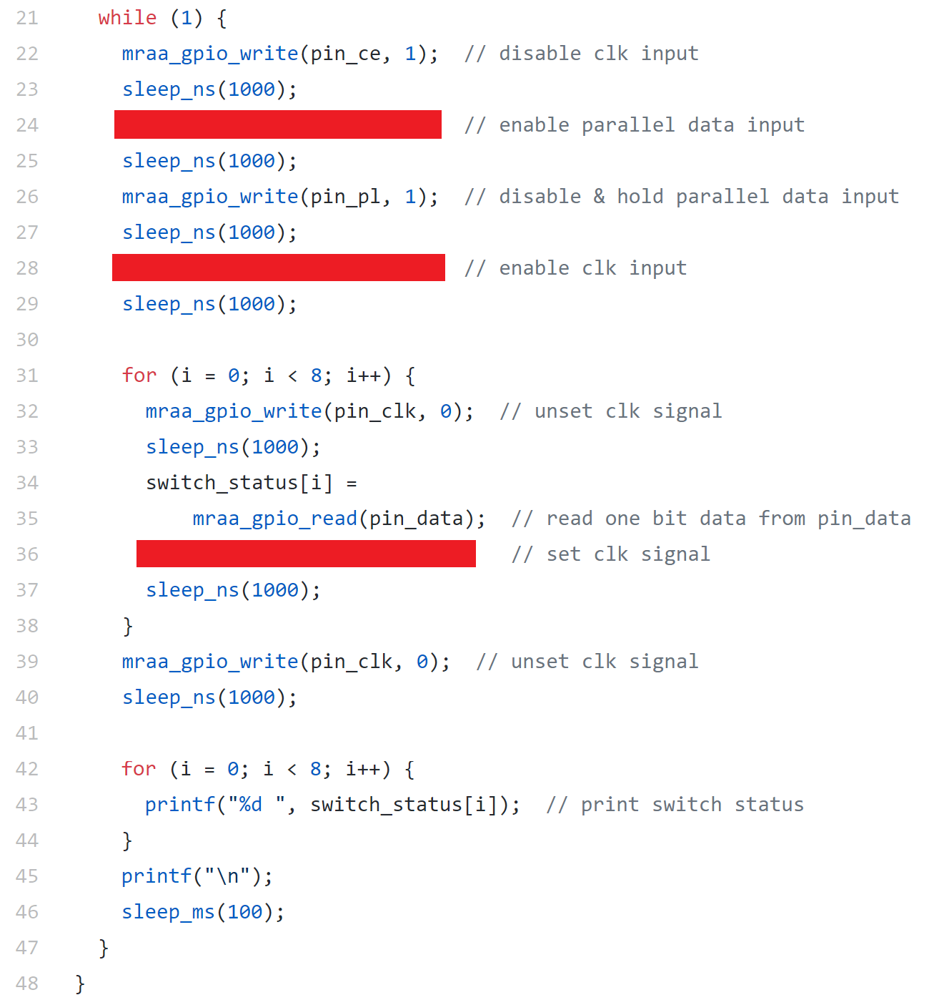 21 while (1) {
22 mraa_gpio_write(pin_ce, 1); // disable clk input
23 sleep_ns(1000);
24 // enable parallel data input
25 sleep_ns(1000);
26 mraa_gpio_write(pin_pl, 1); // disable & hold parallel data input
27 sleep_ns(1000);
28 // enable clk input
29 sleep_ns(1000);
30
31 for (i = 0; i < 8; i++) {
32 mraa_gpio_write(pin_clk, 0); // unset clk signal
33 sleep_ns(1000);
34 switch_status[i] =
35 mraa_gpio_read(pin_data); // read one bit data from pin_data
36 // set clk signal
37 sleep_ns(1000);
38 }
39 mraa_gpio_write(pin_clk, 0); // unset clk signal
40 sleep_ns(1000);
41
42 for (i = 0; i < 8; i++) {
43 printf("%d ", switch_status[i]); // print switch status
44 }
45 printf("\n");
46 sleep_ms(100);
47 }
48 }